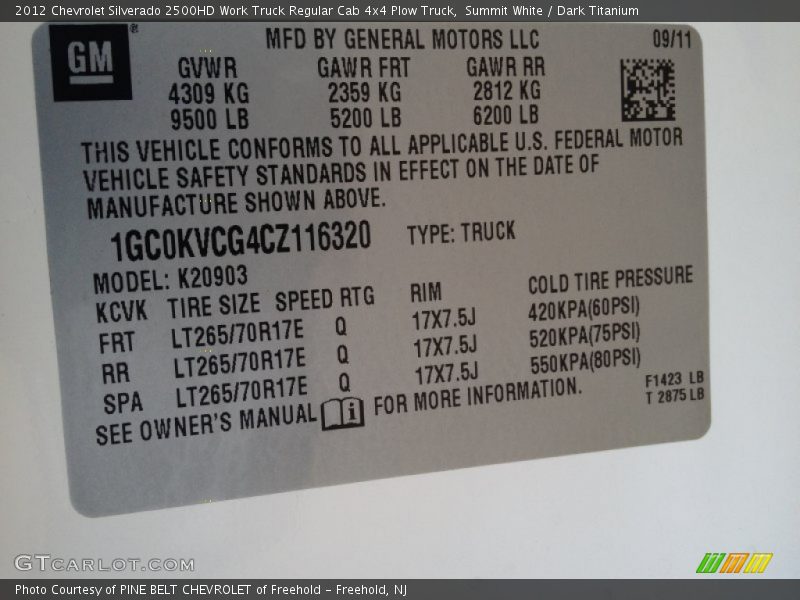 2012 Chevrolet Silverado 2500HD Work Truck Regular Cab 4x4 Plow Truck, Summit White / Dark Titanium
GM ®
MFD BY GENERAL MOTORS LLC 09/11
GVWR GAWR FRT GAWR RR
4309 KG 2359 KG 2812 KG
9500 LB 5200 LB 6200 LB
THIS VEHICLE CONFORMS TO ALL APPLICABLE U.S. FEDERAL MOTOR
VEHICLE SAFETY STANDARDS IN EFFECT ON THE DATE OF
MANUFACTURE SHOWN ABOVE.
1GC0KVCG4CZ116320 TYPE: TRUCK
MODEL: K20903
KCVK TIRE SIZE SPEED RTG RIM COLD TIRE PRESSURE
FRT LT265/70R17E Q 17X7.5J 420KPA(60PSI)
RR LT265/70R17E Q 17X7.5J 520KPA(75PSI)
SPA LT265/70R17E Q 17X7.5J 550KPA(80PSI)
SEE OWNER'S MANUAL i FOR MORE INFORMATION.
F1423 LB
T 2875 LB
GTCARLOT.COM
Photo Courtesy of PINE BELT CHEVROLET of Freehold – Freehold, NJ